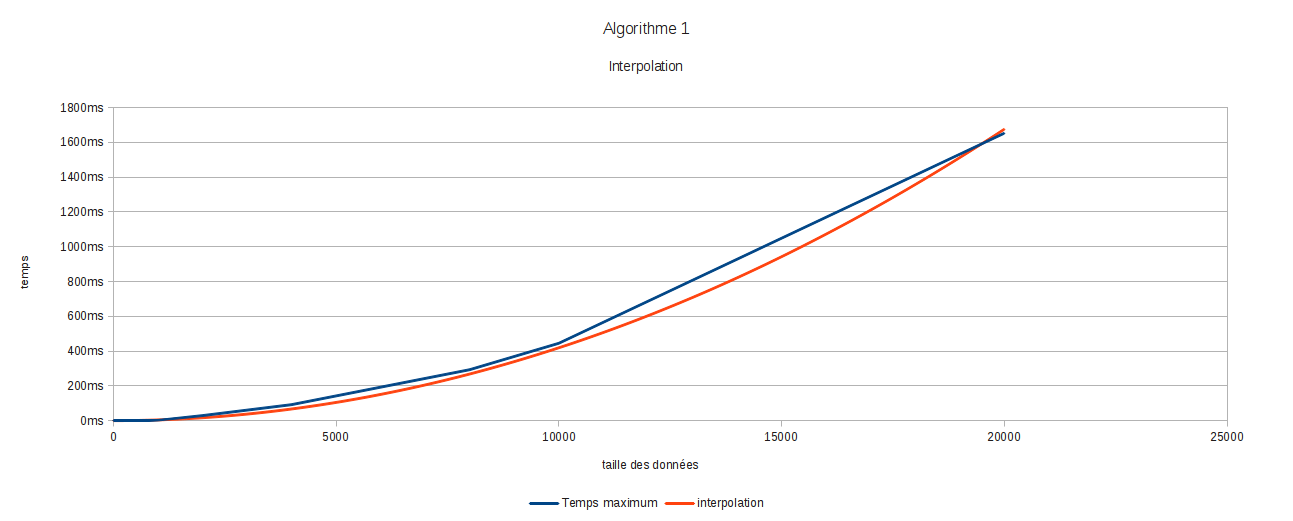 Algorithme 1
Interpolation
1800ms
1600ms
1400ms
1200ms
1000ms
800ms
600ms
400ms
200ms
0ms
temps
0 5000 10000 15000 20000 25000
taille des données
Temps maximum interpolation